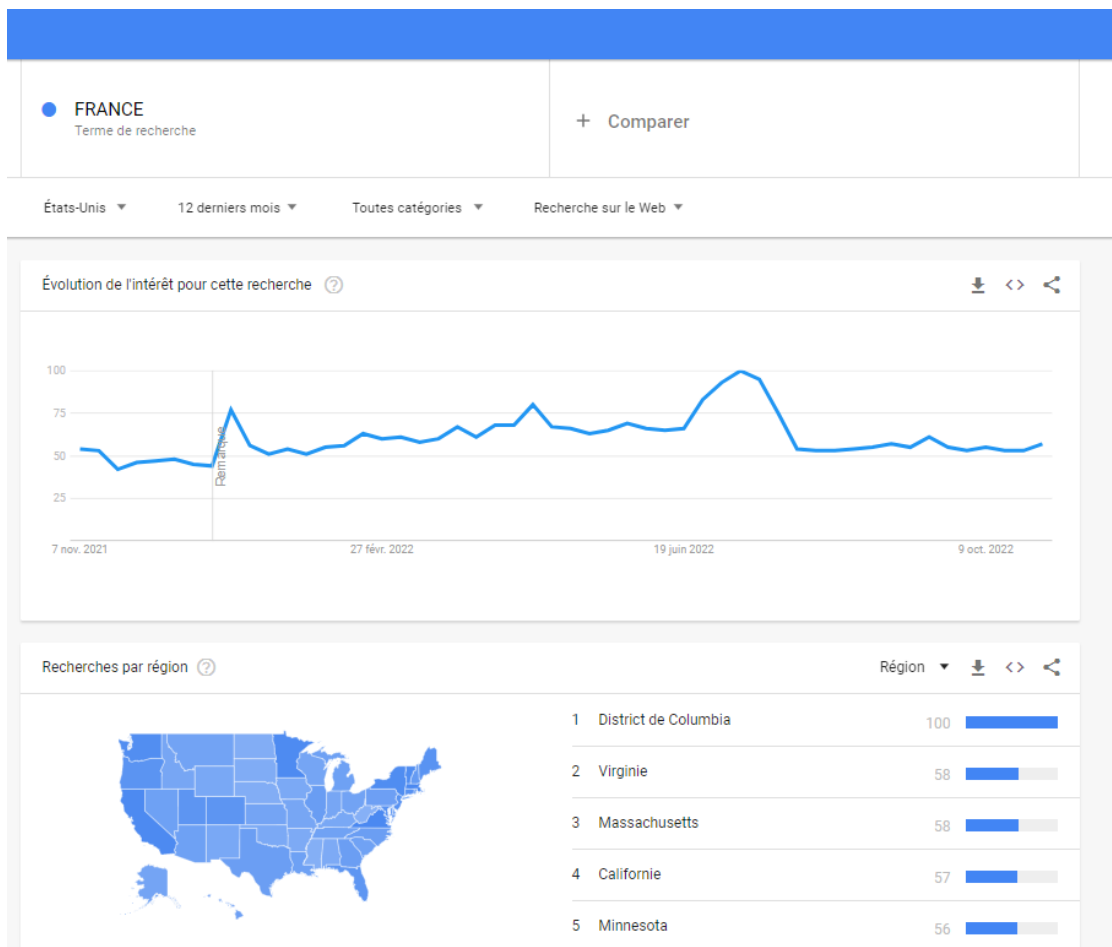 FRANCE
Terme de recherche
+ Comparer
États-Unis
12 derniers mois
Toutes catégories
Recherche sur le Web
Évolution de l'intérêt pour cette recherche ?
100
75
50
25
Remarque
7 nov. 2021
27 févr. 2022
19 juin 2022
9 oct. 2022
Recherches par région ?
Région
1 District de Columbia 100
2 Virginie 58
3 Massachusetts 58
4 Californie 57
5 Minnesota 56